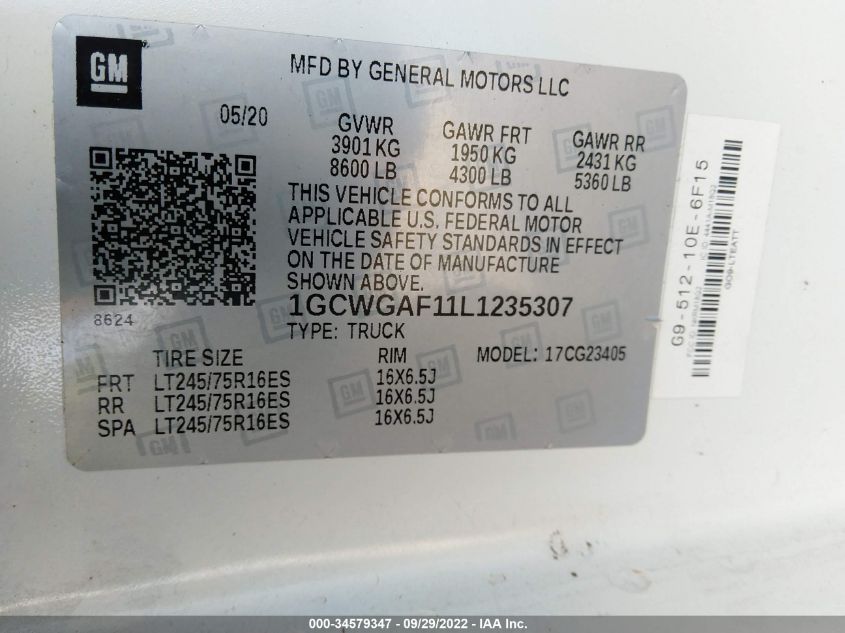 GM
MFD BY GENERAL MOTORS LLC
05/20
GVWR GAWR FRT GAWR RR
3901 KG 1950 KG 2431 KG
8600 LB 4300 LB 5360 LB
THIS VEHICLE CONFORMS TO ALL
APPLICABLE U.S. FEDERAL MOTOR
VEHICLE SAFETY STANDARDS IN EFFECT
ON THE DATE OF MANUFACTURE
SHOWN ABOVE.
8624
1GCWGAF11L1235307
TYPE: TRUCK
MODEL: 17CG23405
TIRE SIZE RIM
FRT LT245/75R16ES 16X6.5J
RR LT245/75R16ES 16X6.5J
SPA LT245/75R16ES 16X6.5J
G9-512-10E-6F15
GO9-LTEATT
000-34579347 - 09/29/2022 - IAA Inc.